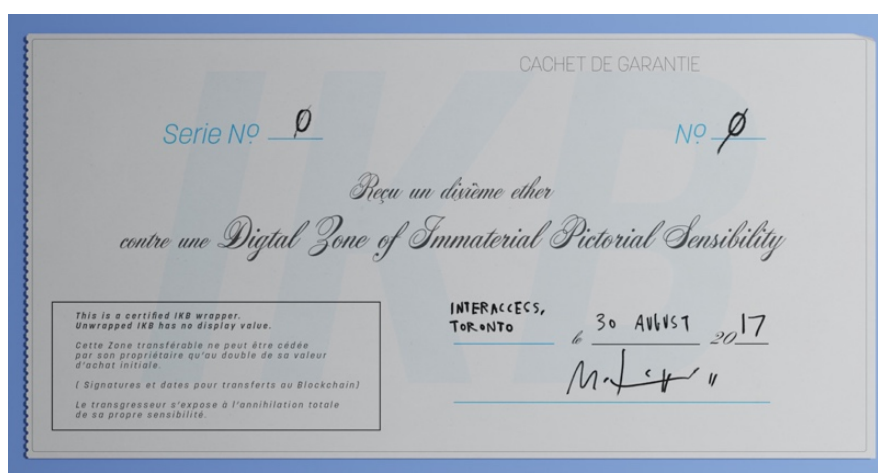 CACHET DE GARANTIE
Serie Nº 0
Nº 0
Reçu un dixième ether
contre une Digtal Zone of Immaterial Pictorial Sensibility
This is a certified IKB wrapper.
Unwrapped IKB has no display value.
Cette Zone transférable ne peut être cédée
par son propriétaire qu'au double de sa valeur
d'achat initiale.
( Signatures et dates pour transferts au Blockchain)
Le transgresseur s'expose à l'annihilation totale
de sa propre sensibilité.
INTERACCESS,
TORONTO
le 30 AUGUST 2017
IKB